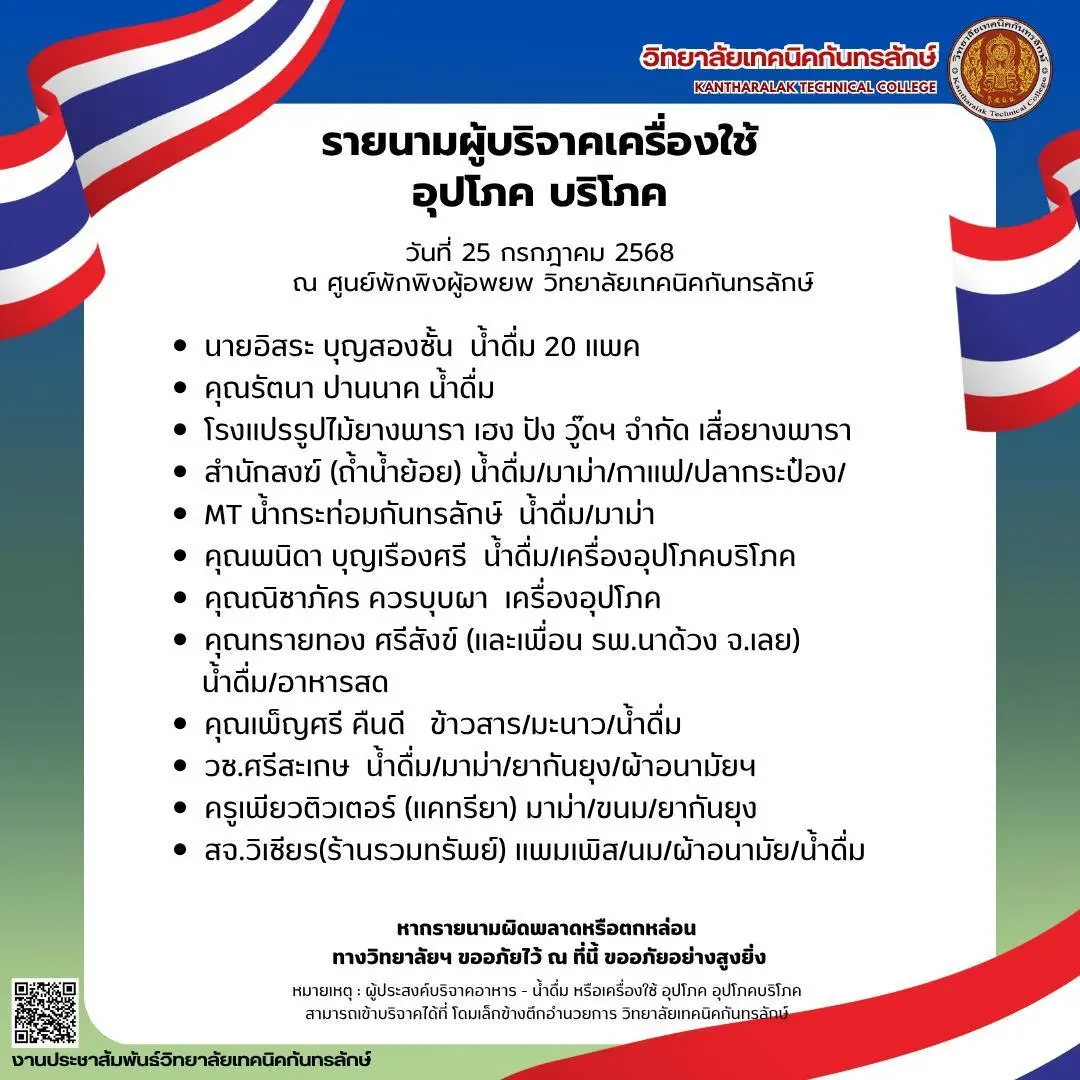 วิทยาลัยเทคนิคกันทรลักษ์
KANTHARALAK TECHNICAL COLLEGE
วิทยาลัยเทคนิคกันทรลักษ์
Kantharalak Technical College
รายนามผู้บริจาคเครื่องใช้
อุปโภค บริโภค
วันที่ 25 กรกฎาคม 2568
ณ ศูนย์พักพิงผู้อพยพ วิทยาลัยเทคนิคกันทรลักษ์
• นายอิสระ บุญสองชั้น น้ำดื่ม 20 แพค
• คุณรัตนา ปานนาค น้ำดื่ม
• โรงแปรรูปไม้ยางพารา เฮง ปัง วู๊ดฯ จำกัด เสื่อยางพารา
• สำนักสงฆ์ (ถ้ำน้ำย้อย) น้ำดื่ม/มาม่า/กาแฟ/ปลากระป๋อง/
• MT น้ำกระท่อมกันทรลักษ์ น้ำดื่ม/มาม่า
• คุณพนิดา บุญเรืองศรี น้ำดื่ม/เครื่องอุปโภคบริโภค
• คุณณิชาภัคร ควรบุบผา เครื่องอุปโภค
• คุณทรายทอง ศรีสังข์ (และเพื่อน รพ.นาด้วง จ.เลย)
น้ำดื่ม/อาหารสด
• คุณเพ็ญศรี คืนดี ข้าวสาร/มะนาว/น้ำดื่ม
• วช.ศรีสะเกษ น้ำดื่ม/มาม่า/ยากันยุง/ผ้าอนามัยฯ
• ครูเพียวติวเตอร์ (แคทรียา) มาม่า/ขนม/ยากันยุง
• สจ.วิเชียร(ร้านรวมทรัพย์) แพมเพิส/นม/ผ้าอนามัย/น้ำดื่ม
หากรายนามผิดพลาดหรือตกหล่อน
ทางวิทยาลัยฯ ขออภัยไว้ ณ ที่นี้ ขออภัยอย่างสูงยิ่ง
หมายเหตุ : ผู้ประสงค์บริจาคอาหาร - น้ำดื่ม หรือเครื่องใช้ อุปโภค อุปโภคบริโภค
สามารถเข้าบริจาคได้ที่ โดมเล็กข้างตึกอำนวยการ วิทยาลัยเทคนิคกันทรลักษ์
งานประชาสัมพันธ์วิทยาลัยเทคนิคกันทรลักษ์